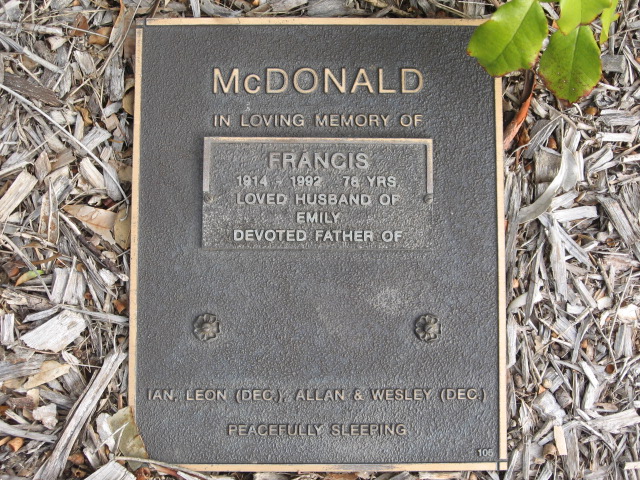 McDONALD
IN LOVING MEMORY OF
FRANCIS
1914 - 1992 78 YRS
LOVED HUSBAND OF
EMILY
DEVOTED FATHER OF
IAN, LEON (DEC.), ALLAN & WESLEY (DEC.)
PEACEFULLY SLEEPING
105